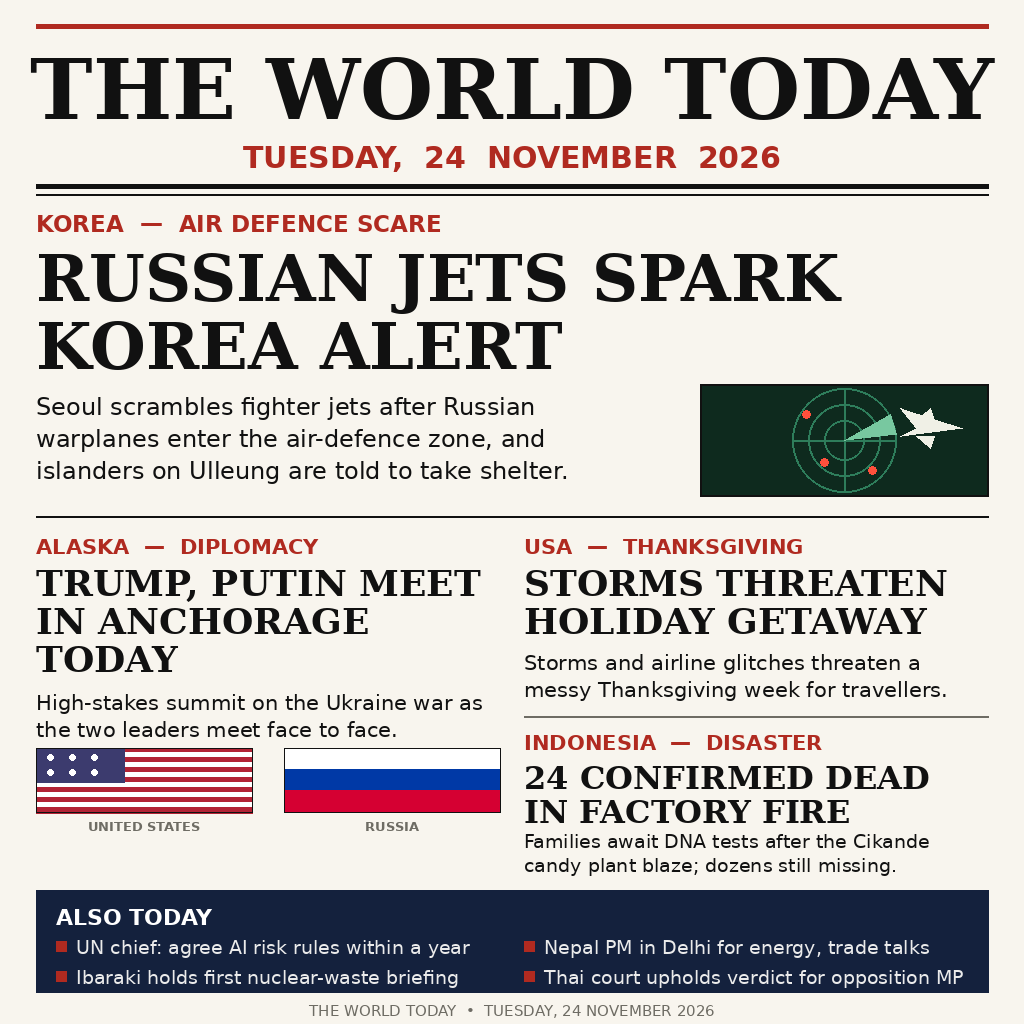 THE WORLD TODAY
TUESDAY, 24 NOVEMBER 2026
KOREA — AIR DEFENCE SCARE
RUSSIAN JETS SPARK
KOREA ALERT
Seoul scrambles fighter jets after Russian
warplanes enter the air-defence zone, and
islanders on Ulleung are told to take shelter.
ALASKA — DIPLOMACY
TRUMP, PUTIN MEET
IN ANCHORAGE
TODAY
High-stakes summit on the Ukraine war as
the two leaders meet face to face.
UNITED STATES
RUSSIA
USA — THANKSGIVING
STORMS THREATEN
HOLIDAY GETAWAY
Storms and airline glitches threaten a
messy Thanksgiving week for travellers.
INDONESIA — DISASTER
24 CONFIRMED DEAD
IN FACTORY FIRE
Families await DNA tests after the Cikande
candy plant blaze; dozens still missing.
ALSO TODAY
UN chief: agree AI risk rules within a year
Ibaraki holds first nuclear-waste briefing
Nepal PM in Delhi for energy, trade talks
Thai court upholds verdict for opposition MP
THE WORLD TODAY • TUESDAY, 24 NOVEMBER 2026